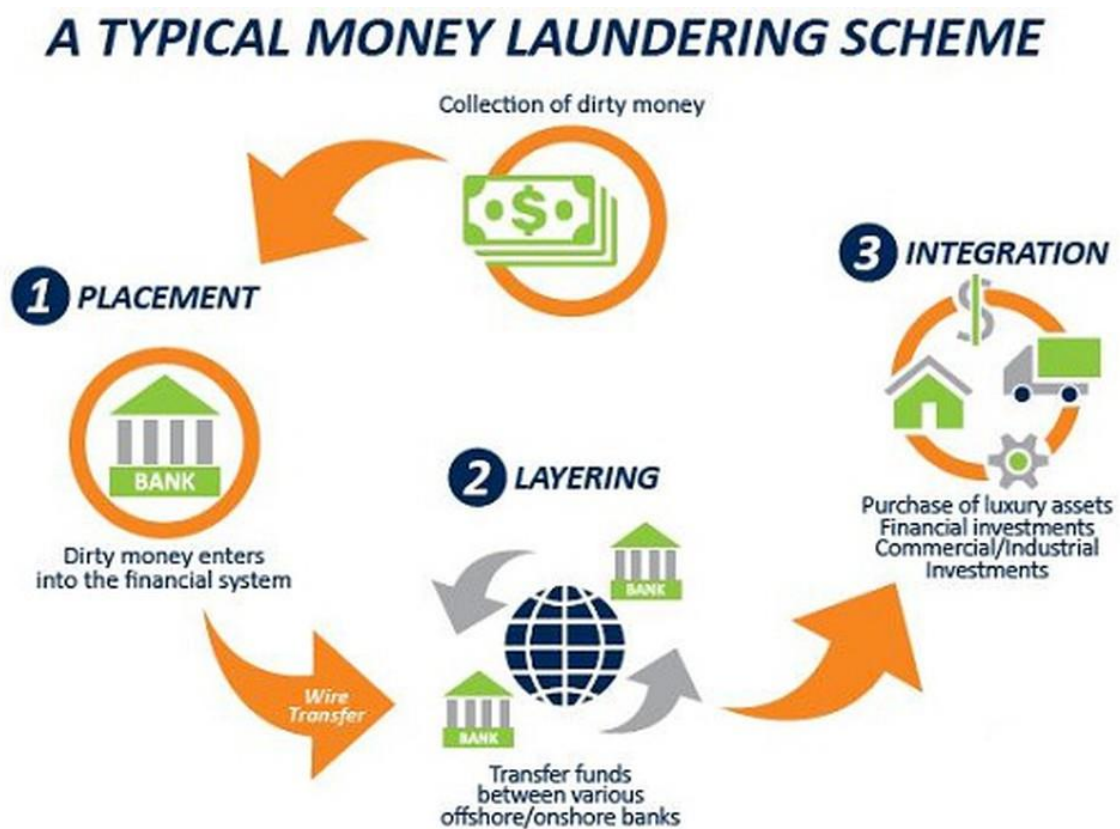 A TYPICAL MONEY LAUNDERING SCHEME
Collection of dirty money
$
1 PLACEMENT
BANK
Dirty money enters
into the financial system
Wire
Transfer
2 LAYERING
BANK
BANK
Transfer funds
between various
offshore/onshore banks
3 INTEGRATION
$
Purchase of luxury assets
Financial investments
Commercial/Industrial
Investments